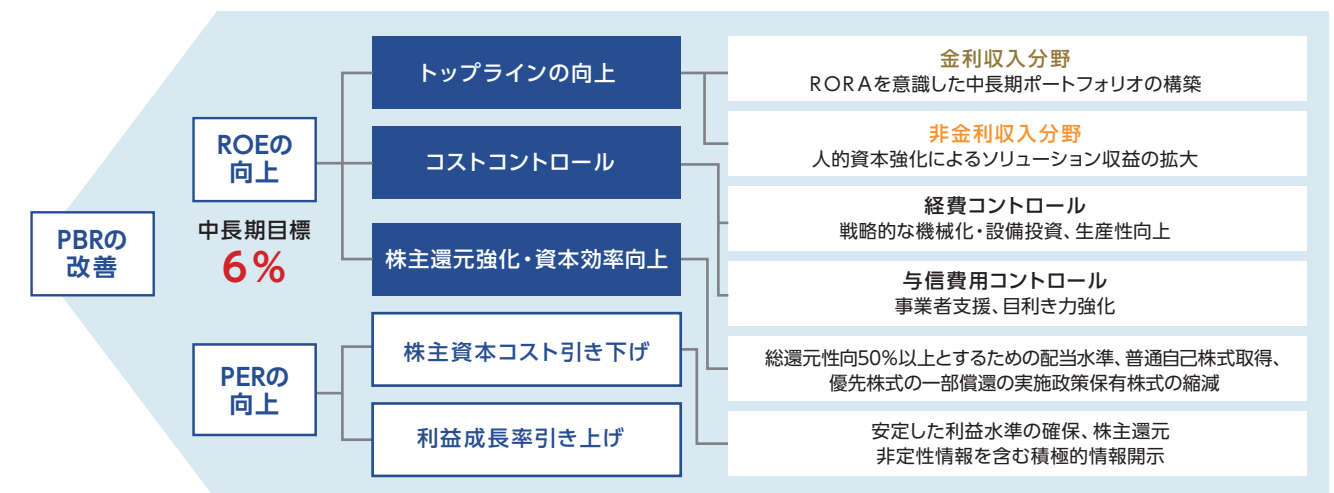 PBRの
改善
ROEの
向上
中長期目標
6%
PERの
向上
トップラインの向上
コストコントロール
株主還元強化・資本効率向上
株主資本コスト引き下げ
利益成長率引き上げ
金利収入分野
RORAを意識した中長期ポートフォリオの構築
非金利収入分野
人的資本強化によるソリューション収益の拡大
経費コントロール
戦略的な機械化・設備投資、生産性向上
与信費用コントロール
事業者支援、目利き力強化
総還元性向50%以上とするための配当水準、普通自己株式取得、
優先株式の一部償還の実施政策保有株式の縮減
安定した利益水準の確保、株主還元
非定性情報を含む積極的情報開示